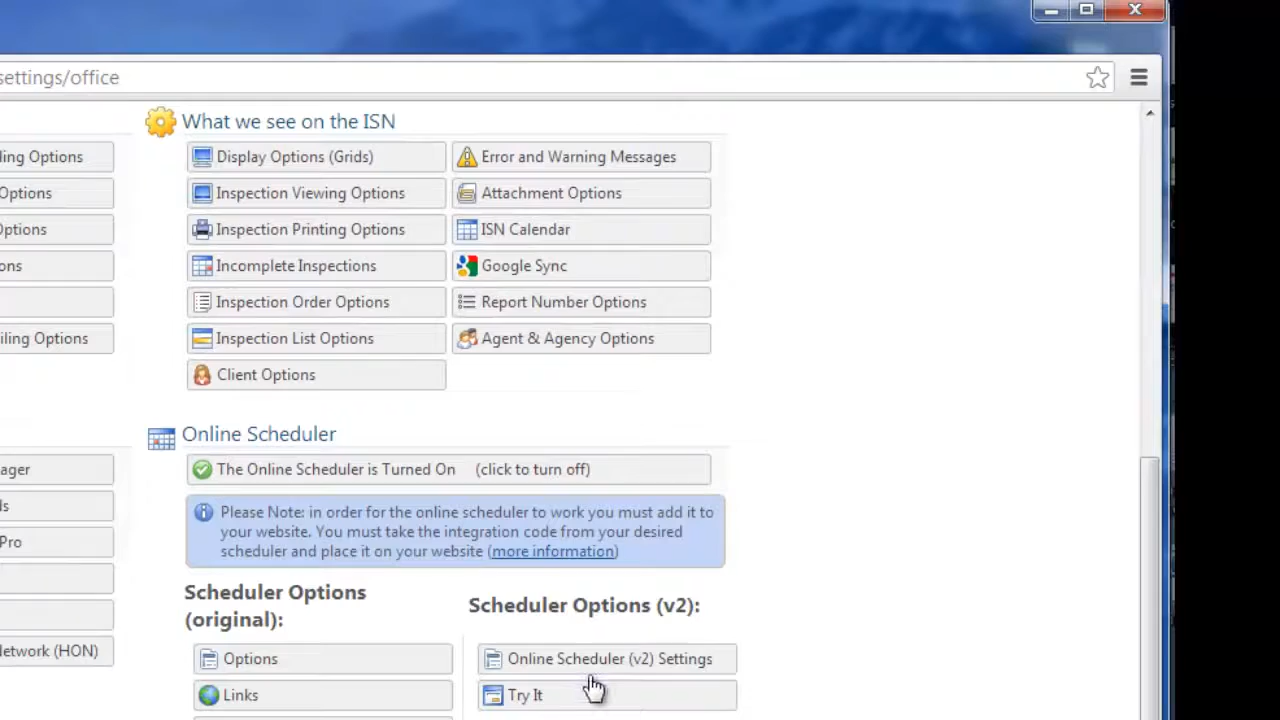 settings/office
What we see on the ISN
ling Options
Display Options (Grids)
Error and Warning Messages
Options
Inspection Viewing Options
Attachment Options
Options
Inspection Printing Options
ISN Calendar
ons
Incomplete Inspections
Google Sync
Inspection Order Options
Report Number Options
iling Options
Inspection List Options
Agent & Agency Options
Client Options
Online Scheduler
ager
The Online Scheduler is Turned On (click to turn off)
ds
Please Note: in order for the online scheduler to work you must add it to
your website. You must take the integration code from your desired
scheduler and place it on your website (more information)
Pro
Scheduler Options
(original):
Scheduler Options (v2):
etwork (HON)
Options
Online Scheduler (v2) Settings
Links
Try It